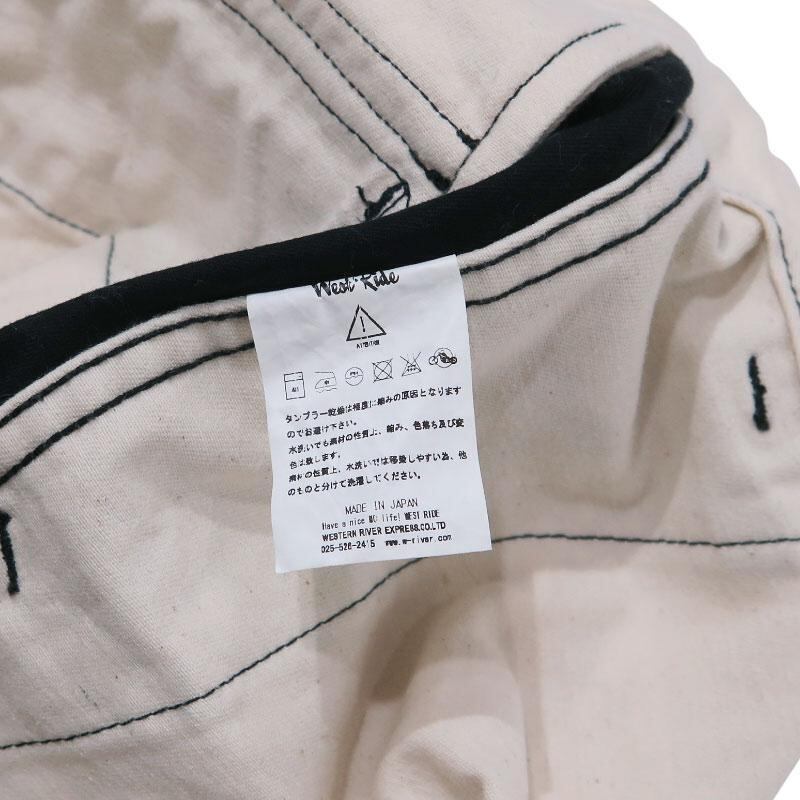 West Ride
ATTENTION
タンブラー乾燥は極度に縮みの原因となります
のでお避け下さい。
水洗いでも素材の性質上、縮み、色落ち及び変
色は致します。
素材の性質上、水洗いでは移染しやすい為、他
のものと分けて洗濯してください。
MADE IN JAPAN
Have a nice MC life! WEST RIDE
WESTERN RIVER EXPRESS.CO.LTD
025-526-2415 www.w-river.com